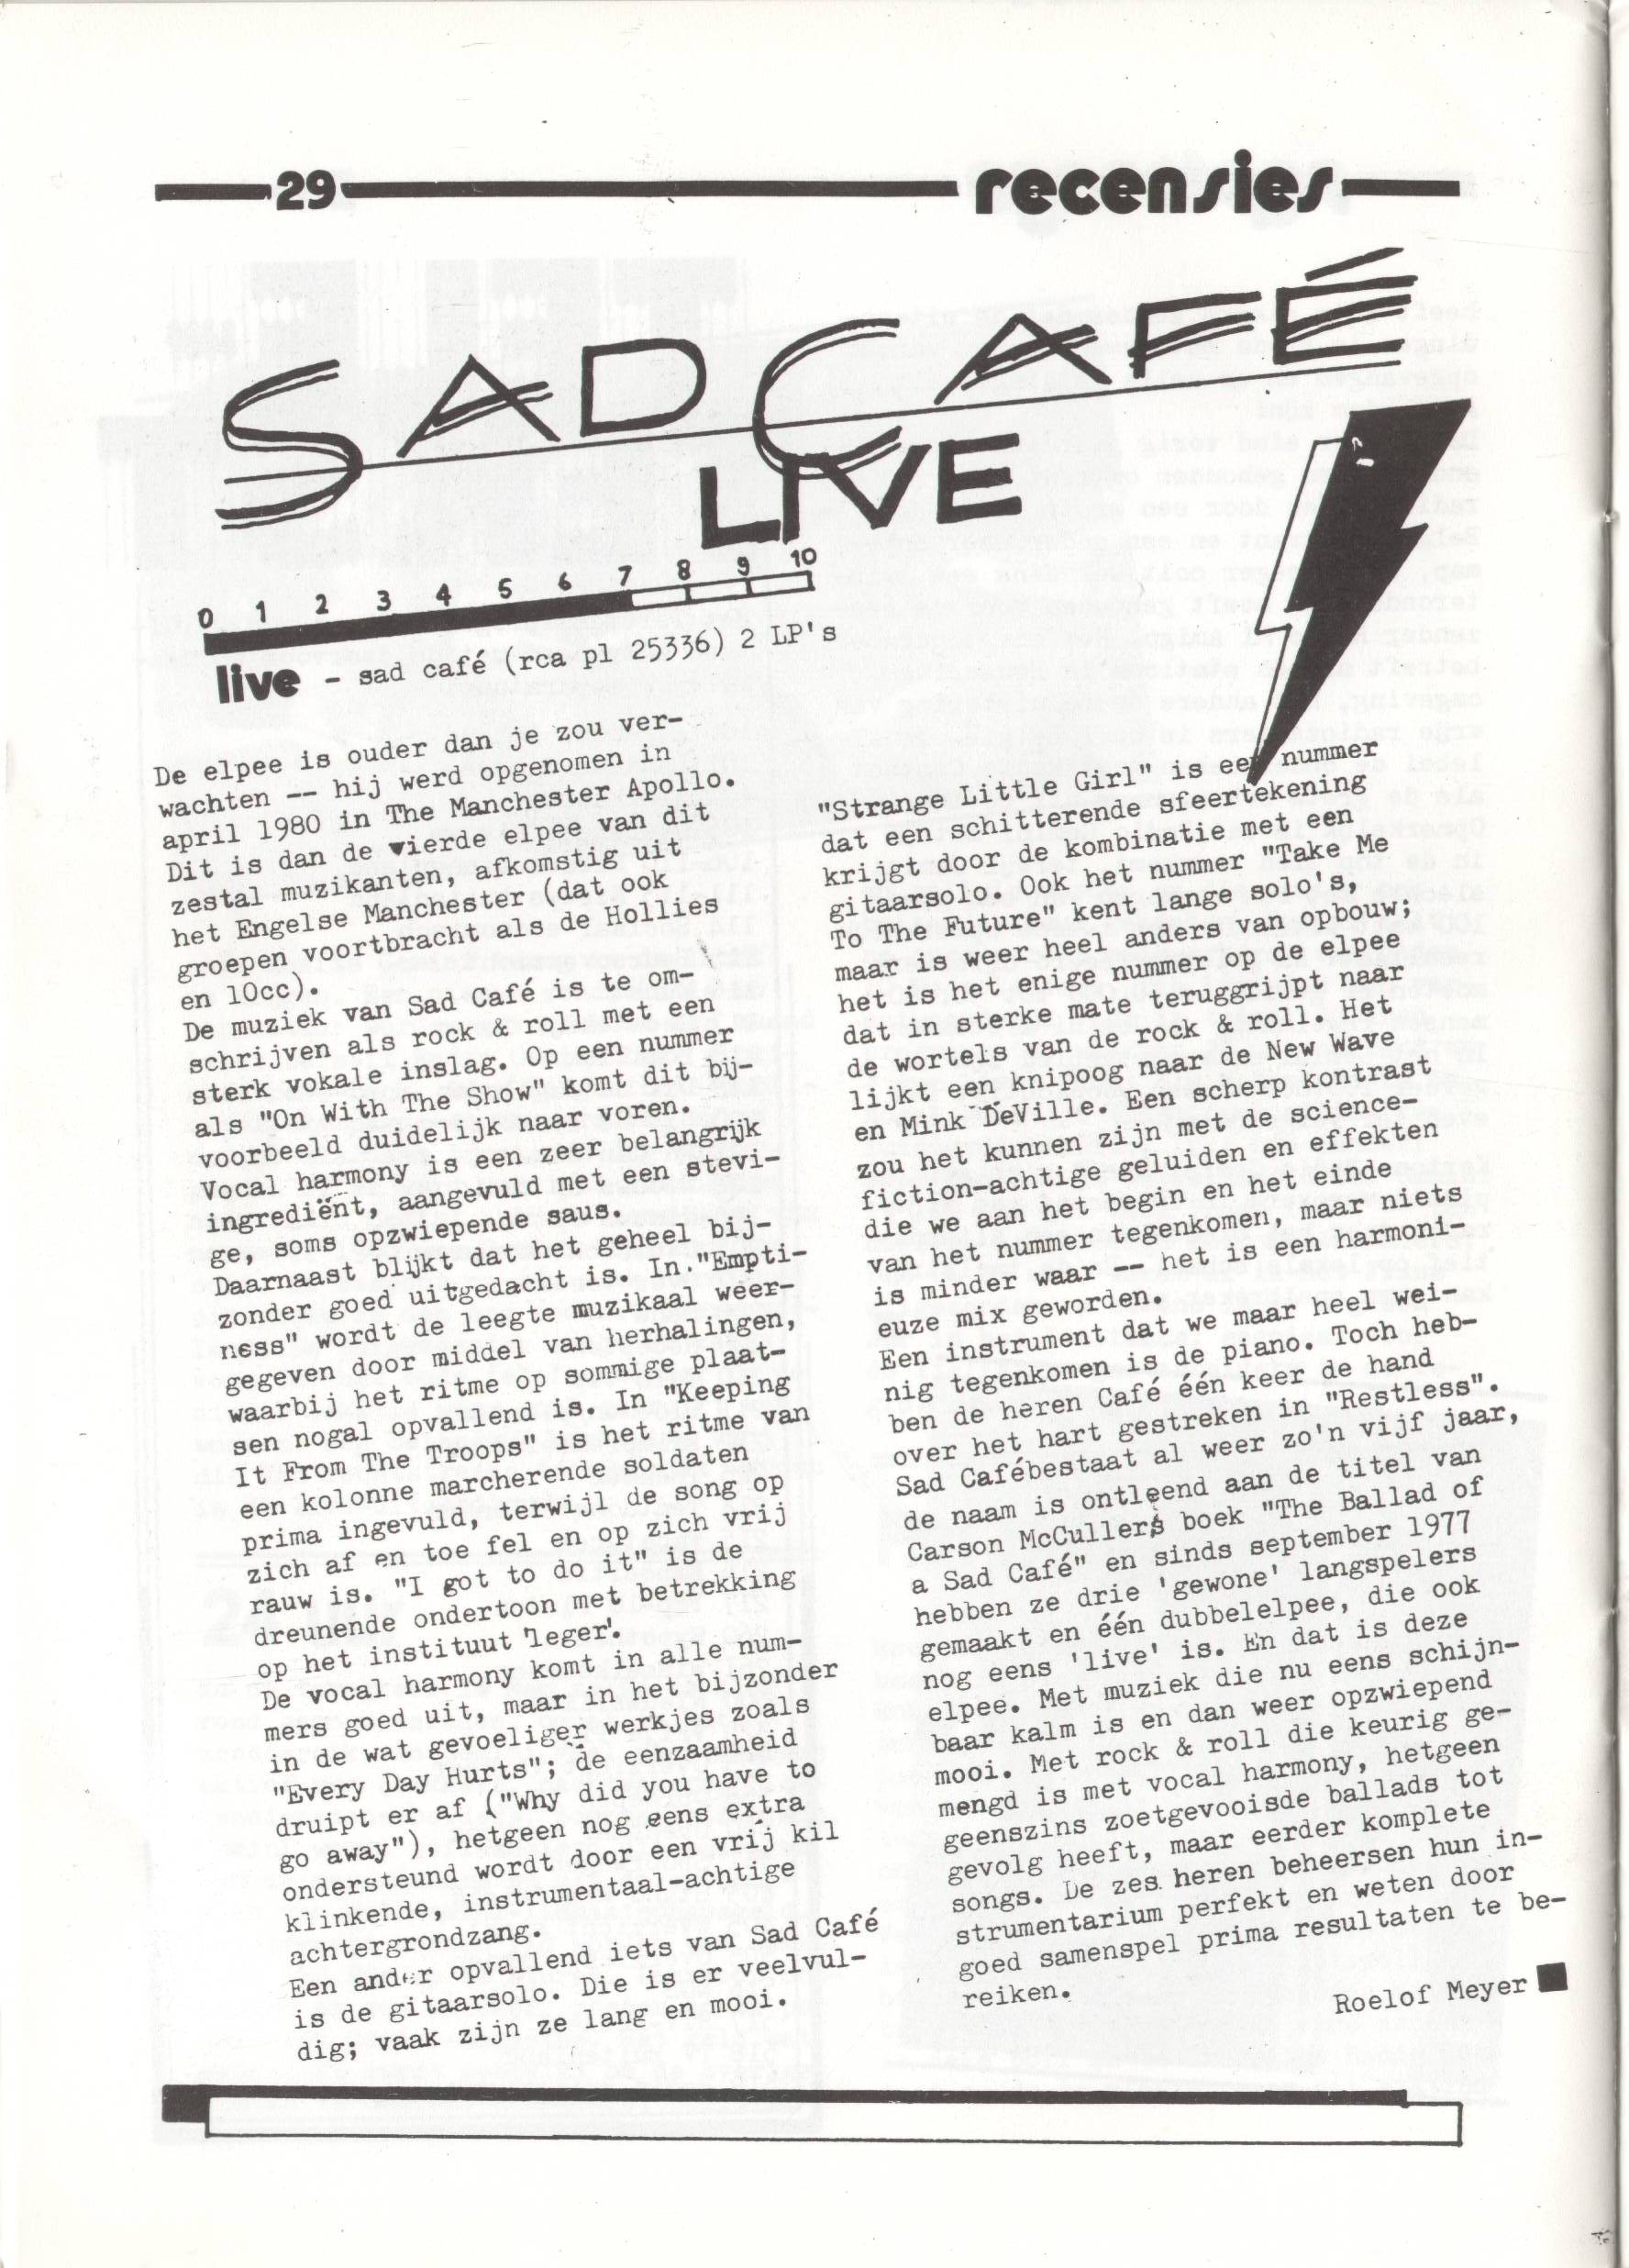 29
recensies
SAD CAFÉ
LIVE
0 1 2 3 4 5 6 7 8 9 10
live - sad café (rca pl 25336) 2 LP's
De elpee is ouder dan je zou ver-
wachten -- hij werd opgenomen in
april 1980 in The Manchester Apollo.
Dit is dan de vierde elpee van dit
zestal muzikanten, afkomstig uit
het Engelse Manchester (dat ook
groepen voortbracht als de Hollies
en 10cc).
De muziek van Sad Café is te om-
schrijven als rock & roll met een
sterk vokale inslag. Op een nummer
als "On With The Show" komt dit bij-
voorbeeld duidelijk naar voren.
Vocal harmony is een zeer belangrijk
ingrediënt, aangevuld met een stevi-
ge, soms opzwiepende saus.
Daarnaast blijkt dat het geheel bij-
zonder goed uitgedacht is. In "Empti-
ness" wordt de leegte muzikaal weer-
gegeven door middel van herhalingen,
waarbij het ritme op sommige plaat-
sen nogal opvallend is. In "Keeping
It From The Troops" is het ritme van
een kolonne marcherende soldaten
prima ingevuld, terwijl de song op
zich af en toe fel en op zich vrij
rauw is. "I got to do it" is de
dreunende ondertoon met betrekking
op het instituut 'leger'.
De vocal harmony komt in alle num-
mers goed uit, maar in het bijzonder
in de wat gevoeliger werkjes zoals
"Every Day Hurts"; de eenzaamheid
druipt er af ("Why did you have to
go away"), hetgeen nog eens extra
ondersteund wordt door een vrij kil
klinkende, instrumentaal-achtige
achtergrondzang.
Een ander opvallend iets van Sad Café
is de gitaarsolo. Die is er veelvul-
dig; vaak zijn ze lang en mooi.
"Strange Little Girl" is een nummer
dat een schitterende sfeertekening
krijgt door de kombinatie met een
gitaarsolo. Ook het nummer "Take Me
To The Future" kent lange solo's,
maar is weer heel anders van opbouw;
het is het enige nummer op de elpee
dat in sterke mate teruggrijpt naar
de wortels van de rock & roll. Het
lijkt een knipoog naar de New Wave
en Mink DeVille. Een scherp kontrast
zou het kunnen zijn met de science-
fiction-achtige geluiden en effekten
die we aan het begin en het einde
van het nummer tegenkomen, maar niets
is minder waar -- het is een harmoni-
euze mix geworden.
Een instrument dat we maar heel wei-
nig tegenkomen is de piano. Toch heb-
ben de heren Café één keer de hand
over het hart gestreken in "Restless".
Sad Cafébestaat al weer zo'n vijf jaar,
de naam is ontleend aan de titel van
Carson McCullers boek "The Ballad of
a Sad Café" en sinds september 1977
hebben ze drie 'gewone' langspelers
gemaakt en één dubbelelpee, die ook
nog eens 'live' is. En dat is deze
elpee. Met muziek die nu eens schijn-
baar kalm is en dan weer opzwiepend
mooi. Met rock & roll die keurig ge-
mengd is met vocal harmony, hetgeen
geenszins zoetgevooisde ballads tot
gevolg heeft, maar eerder komplete
songs. De zes heren beheersen hun in-
strumentarium perfekt en weten door
goed samenspel prima resultaten te be-
reiken.
Roelof Meyer